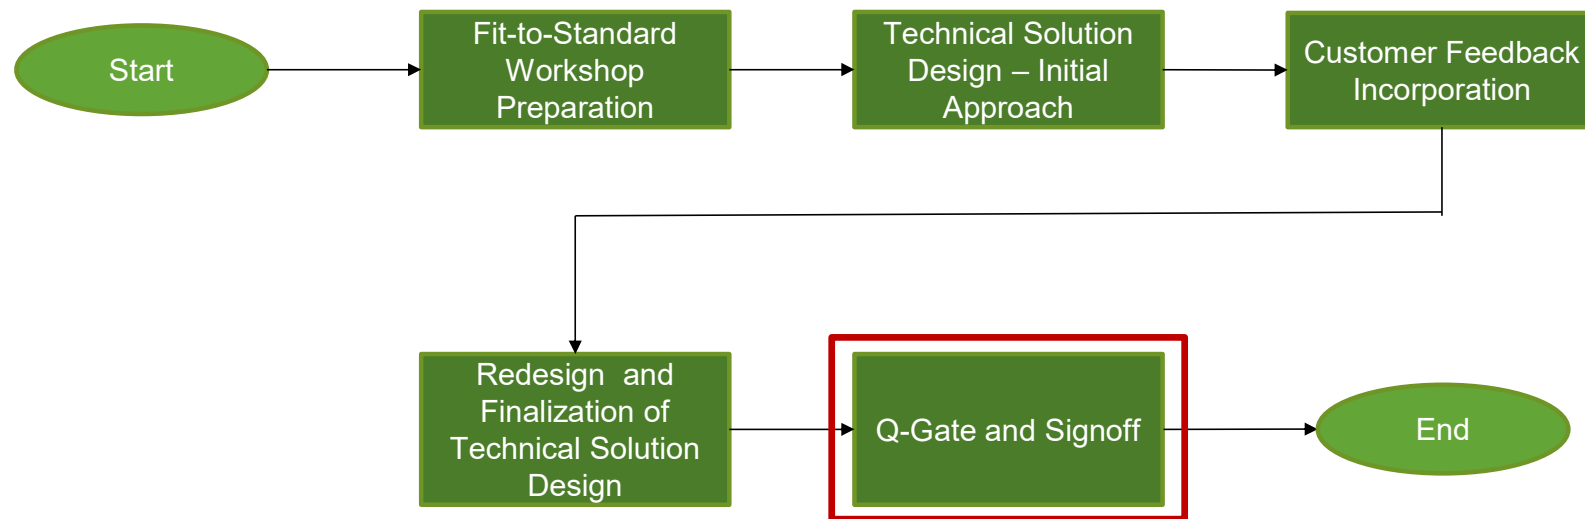 Start
Fit-to-Standard
Workshop
Preparation
Technical Solution
Design – Initial
Approach
Customer Feedback
Incorporation
Redesign  and
Finalization of
Technical Solution
Design
Q-Gate and Signoff
End